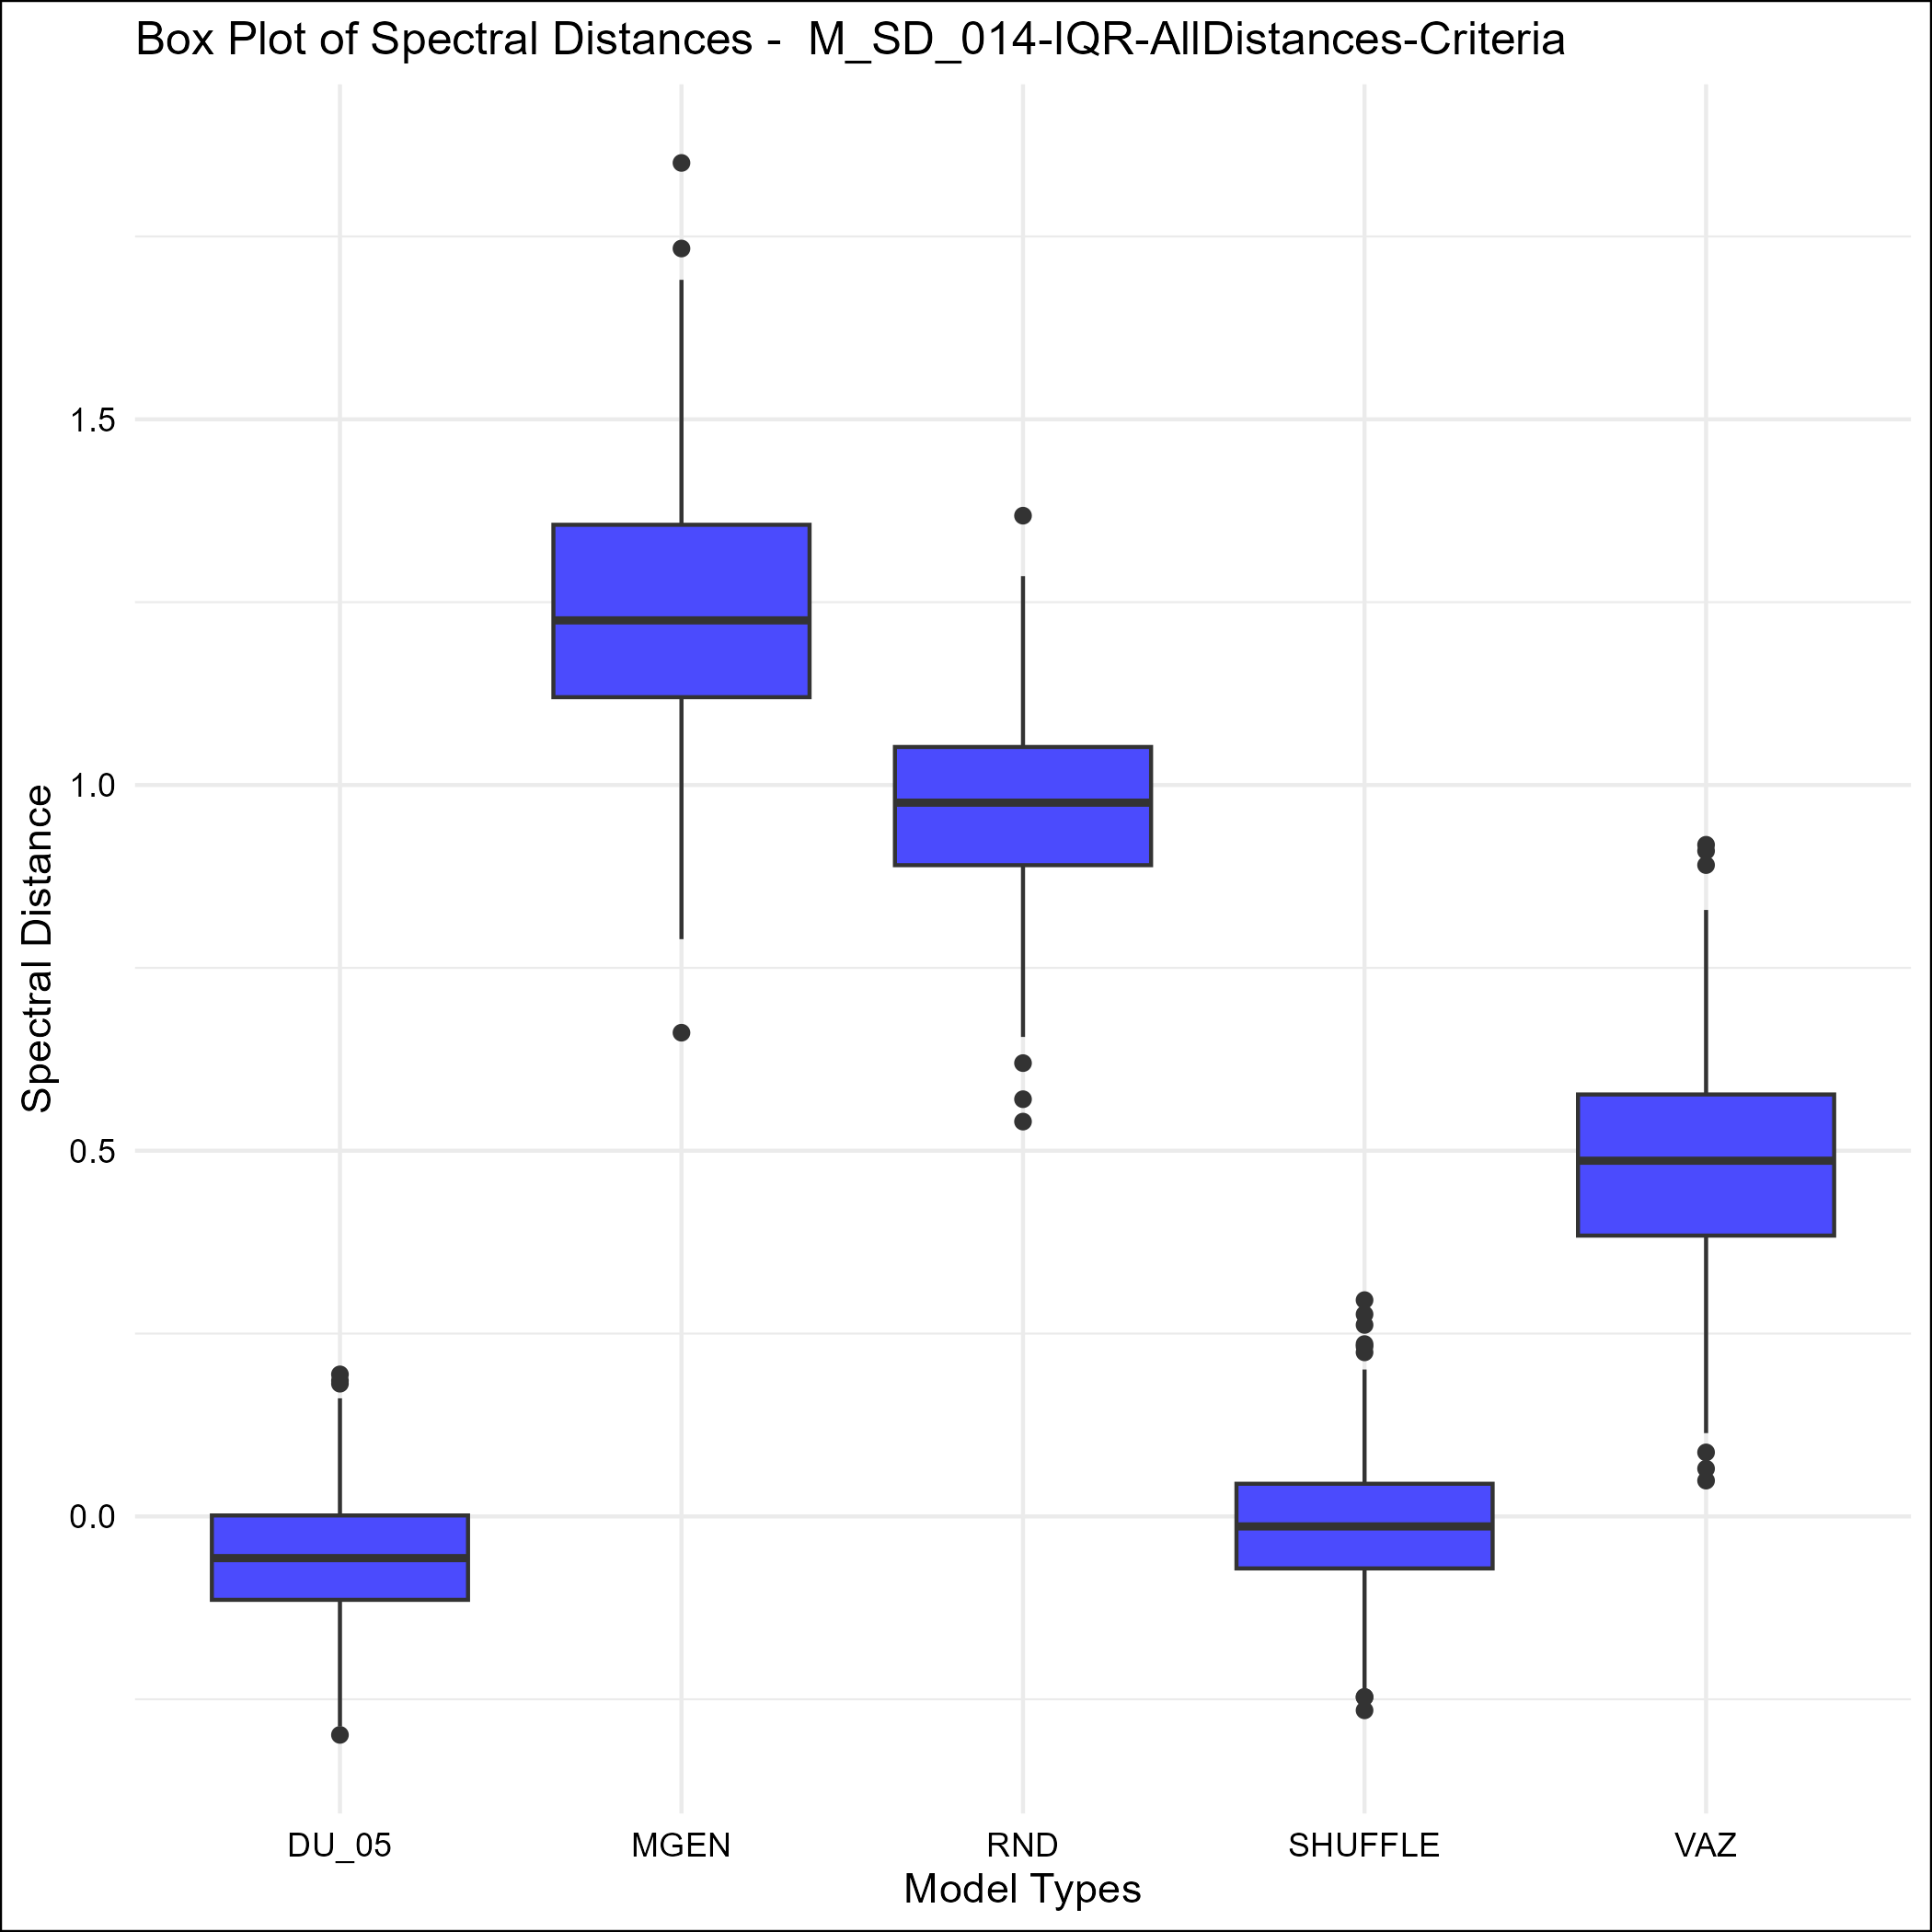 Box Plot of Spectral Distances -  M_SD_014-IQR-AllDistances-Criteria
Spectral Distance
1.5
1.0
0.5
0.0
DU_05 MGEN RND SHUFFLE VAZ
Model Types